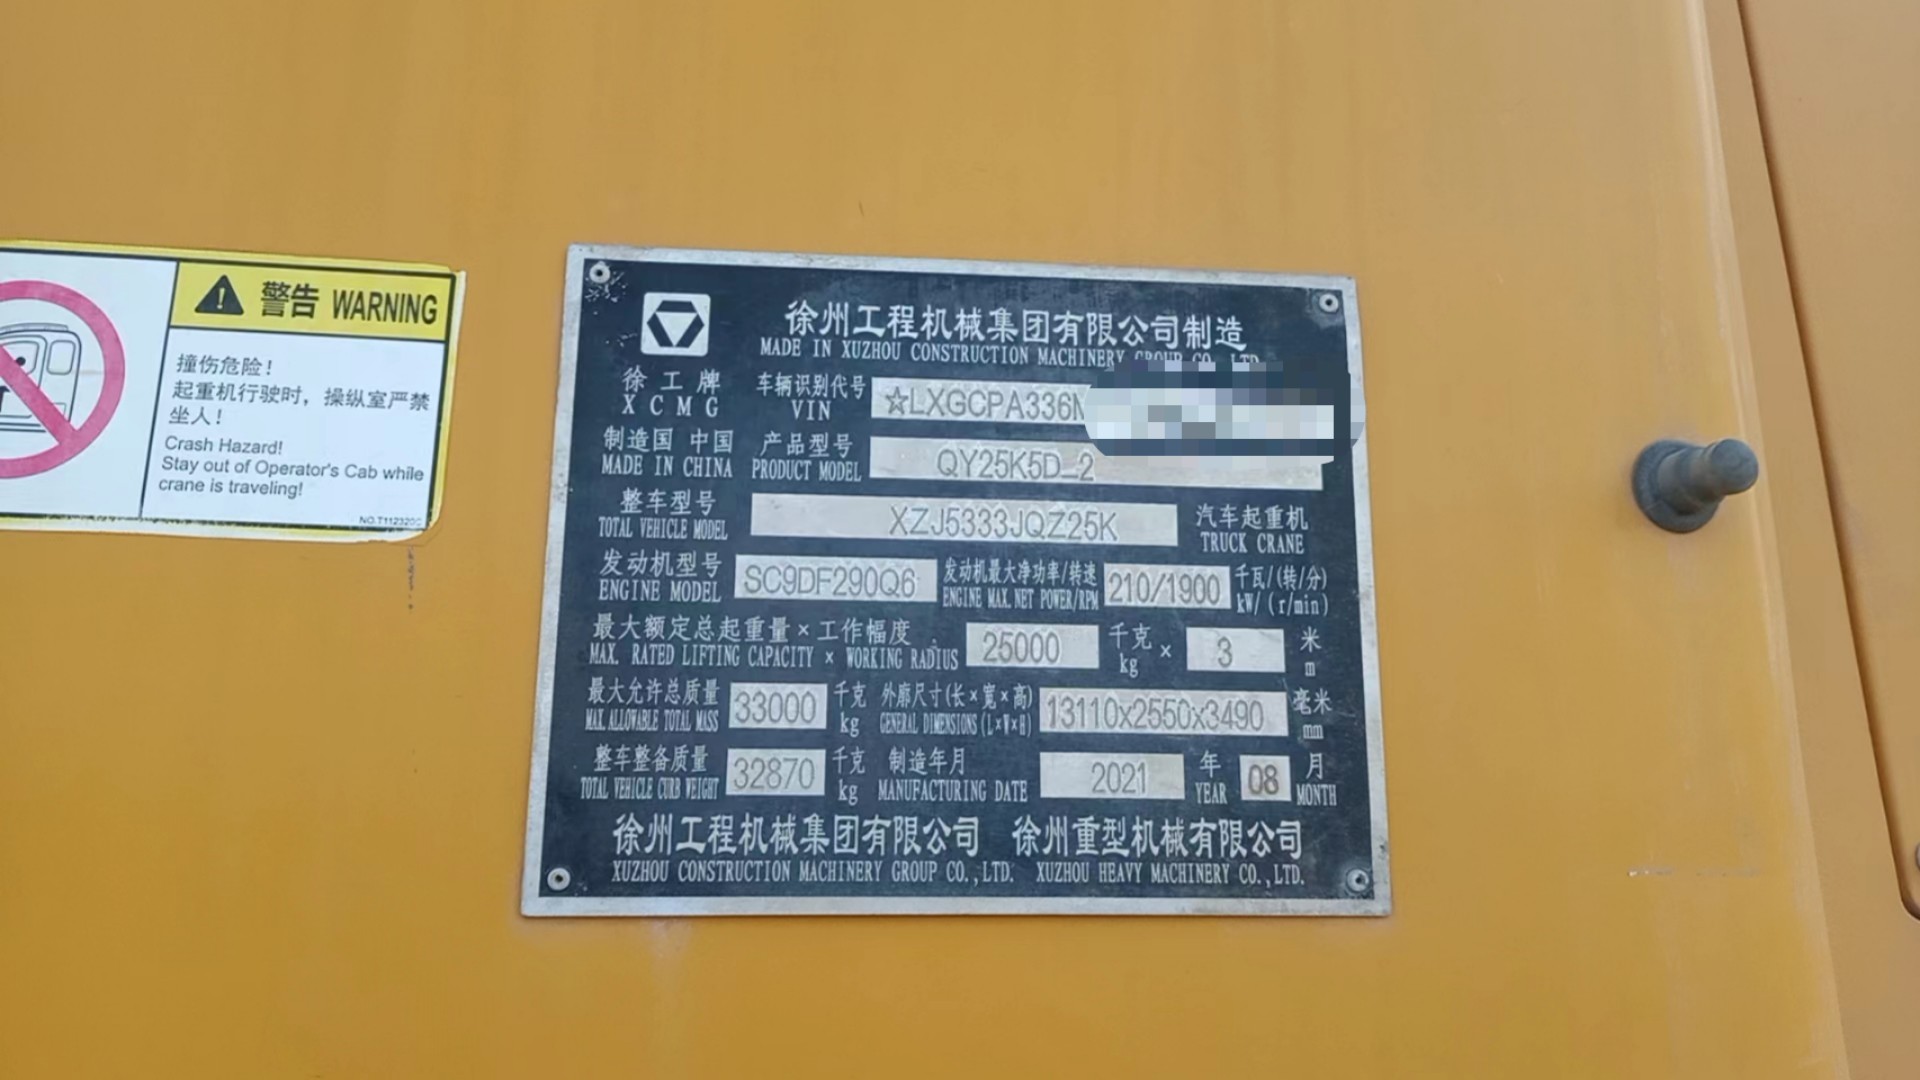 警告 WARNING
撞伤危险！
起重机行驶时，操纵室严禁
坐人！
Crash Hazard!
Stay out of Operator's Cab while
crane is traveling!
徐州工程机械集团有限公司制造
MADE IN XUZHOU CONSTRUCTION MACHINERY GROUP CO., LTD.
徐工牌 车辆识别代号
XCMG VIN ☆LXGCPA336
制造国 中国 产品型号
MADE IN CHINA PRODUCT MODEL QY25K5D_2
整车型号 汽车起重机
TOTAL VEHICLE MODEL XZJ5333JQZ25K TRUCK CRANE
发动机型号 发动机最大净功率/转速 千瓦/(转/分)
ENGINE MODEL SC9DF290Q6 ENGINE MAX. NET POWER/RPM 210/1900 kW/(r/min)
最大额定总起重量×工作幅度 千克 米
MAX. RATED LIFTING CAPACITY × WORKING RADIUS 25000 kg × 3 m
最大允许总质量 千克 外廓尺寸(长×宽×高) 毫米
MAX. ALLOWABLE TOTAL MASS 33000 kg GENERAL DIMENSIONS(L×W×H) 13110x2550x3490 mm
整车整备质量 千克 制造年月 年 月
TOTAL VEHICLE CURB WEIGHT 32870 kg MANUFACTURING DATE 2021 YEAR 08 MONTH
徐州工程机械集团有限公司 徐州重型机械有限公司
XUZHOU CONSTRUCTION MACHINERY GROUP CO.,LTD. XUZHOU HEAVY MACHINERY CO.,LTD.